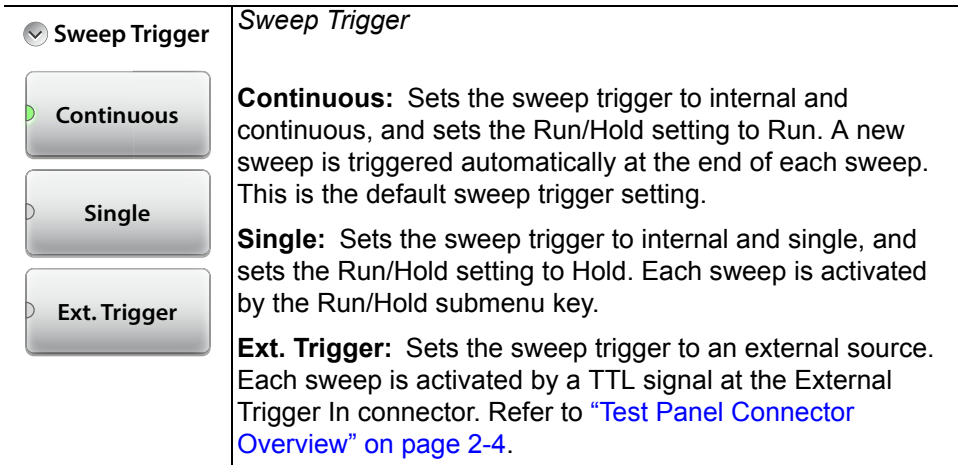 Sweep Trigger
Continuous
Single
Ext. Trigger
Sweep Trigger
Continuous: Sets the sweep trigger to internal and
continuous, and sets the Run/Hold setting to Run. A new
sweep is triggered automatically at the end of each sweep.
This is the default sweep trigger setting.
Single: Sets the sweep trigger to internal and single, and
sets the Run/Hold setting to Hold. Each sweep is activated
by the Run/Hold submenu key.
Ext. Trigger: Sets the sweep trigger to an external source.
Each sweep is activated by a TTL signal at the External
Trigger In connector. Refer to “Test Panel Connector
Overview” on page 2-4.